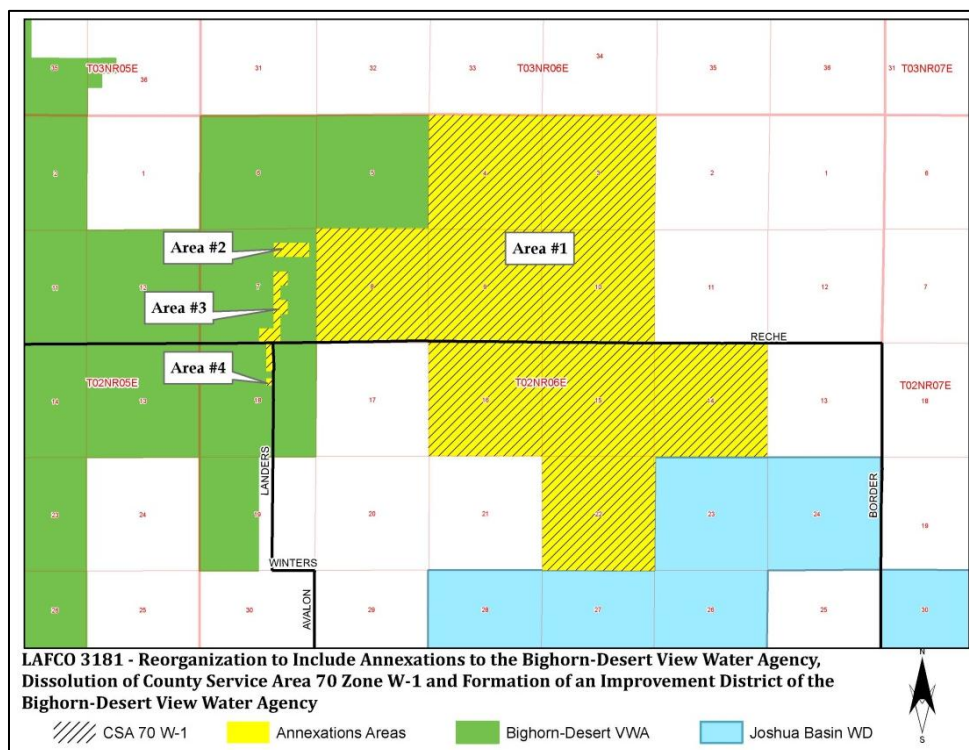 35 T03NR05E 31 32 33 T03NR06E 34 35 36 31 T03NR07E
36
2 1 6 5 4 3 2 1 6
Area #2
Area #1
11 12 7 8 9 10 11 12 7
Area #3
RECHE
Area #4
T02NR05E T02NR06E T02NR07E
14 13 18 17 16 15 14 13 18
LANDERS
BORDER
23 24 19 20 21 22 23 24 19
WINTERS
AVALON
26 25 30 29 28 27 26 25 30
LAFCO 3181 - Reorganization to Include Annexations to the Bighorn-Desert View Water Agency,
Dissolution of County Service Area 70 Zone W-1 and Formation of an Improvement District of the
Bighorn-Desert View Water Agency
N
S
CSA 70 W-1 Annexations Areas Bighorn-Desert VWA Joshua Basin WD